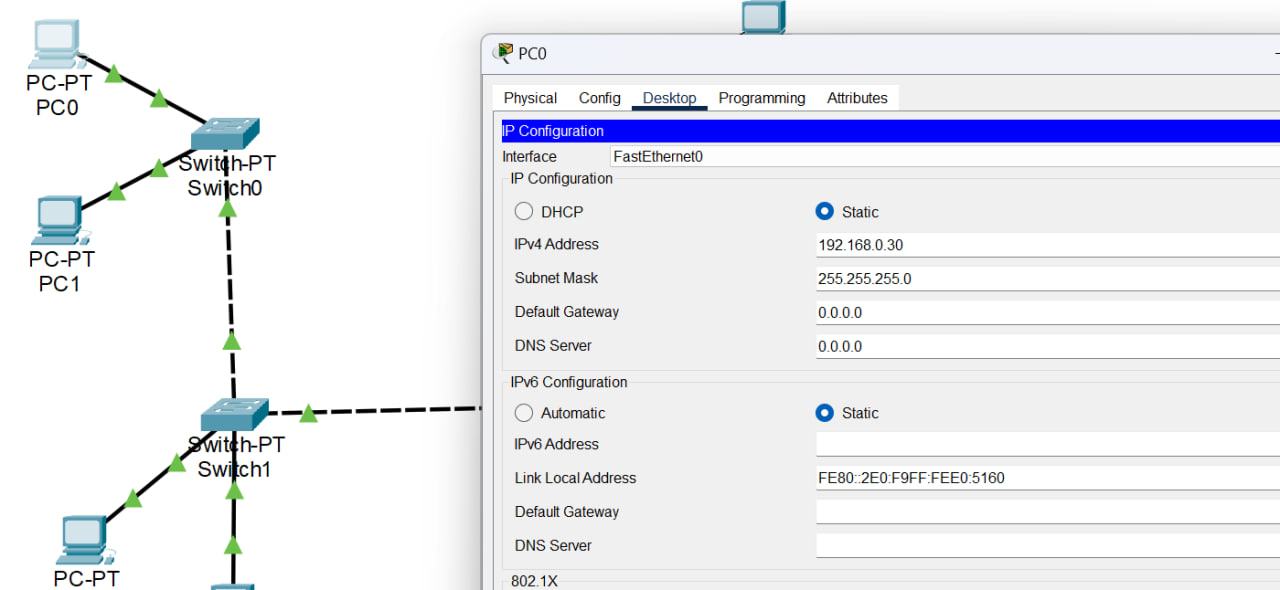 PC-PT
PC0
Switch-PT
Switch0
PC-PT
PC1
Switch-PT
Switch1
PC-PT
PC0
Physical Config Desktop Programming Attributes
IP Configuration
Interface FastEthernet0
IP Configuration
DHCP Static
IPv4 Address 192.168.0.30
Subnet Mask 255.255.255.0
Default Gateway 0.0.0.0
DNS Server 0.0.0.0
IPv6 Configuration
Automatic Static
IPv6 Address
Link Local Address FE80::2E0:F9FF:FEE0:5160
Default Gateway
DNS Server
802.1X